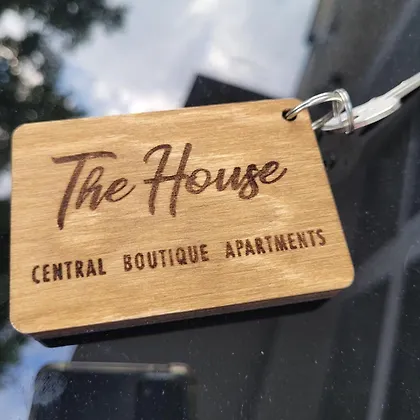 The House
CENTRAL BOUTIQUE APARTMENTS